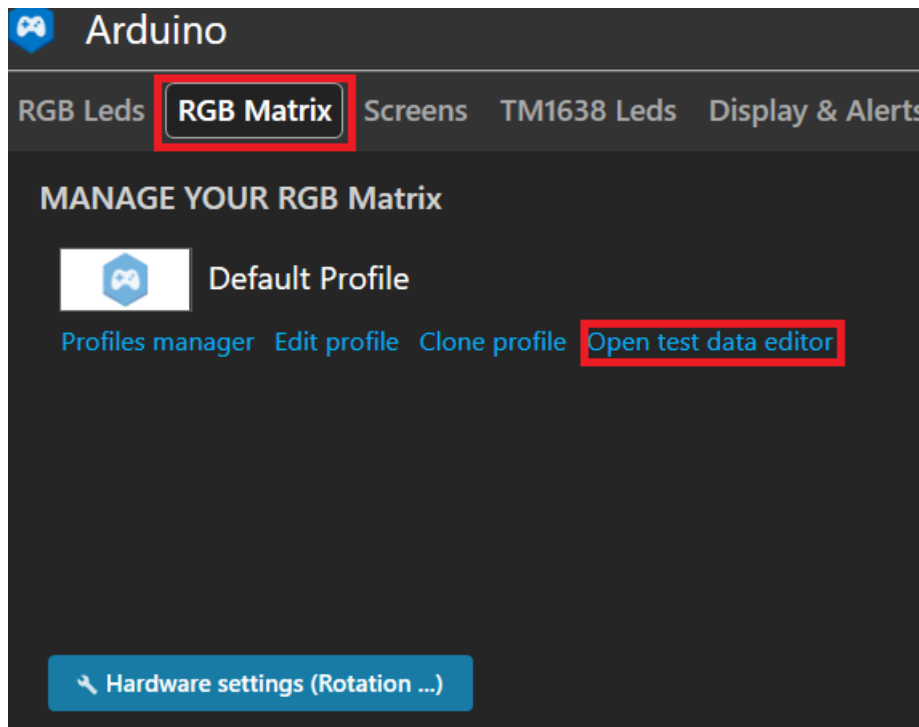 Arduino
RGB Leds RGB Matrix Screens TM1638 Leds Display & Alerts
MANAGE YOUR RGB Matrix
Default Profile
Profiles manager Edit profile Clone profile Open test data editor
Hardware settings (Rotation ...)